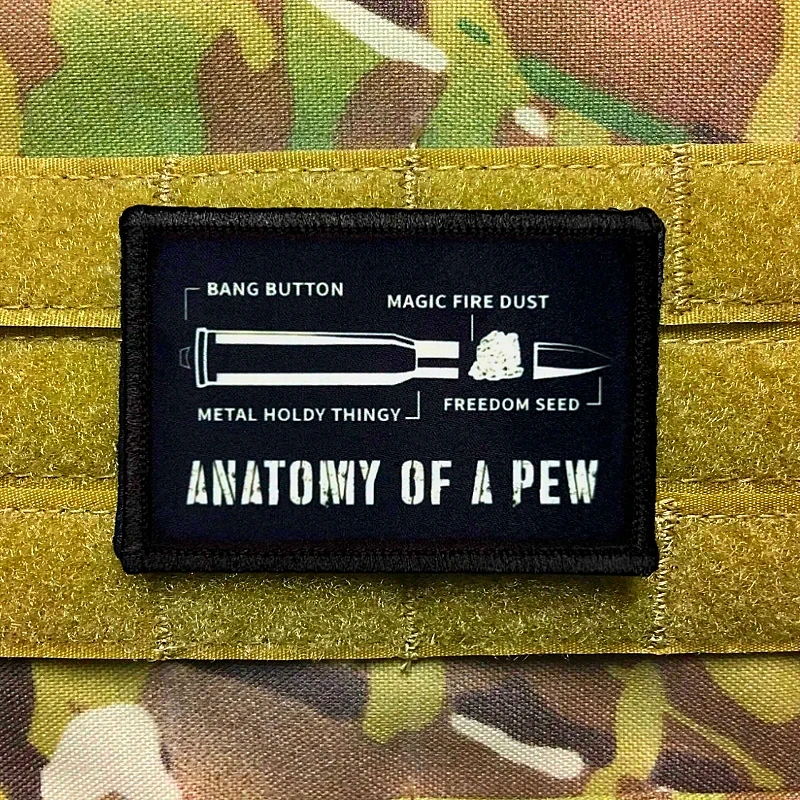 BANG BUTTON
MAGIC FIRE DUST
METAL HOLDY THINGY
FREEDOM SEED
ANATOMY OF A PEW